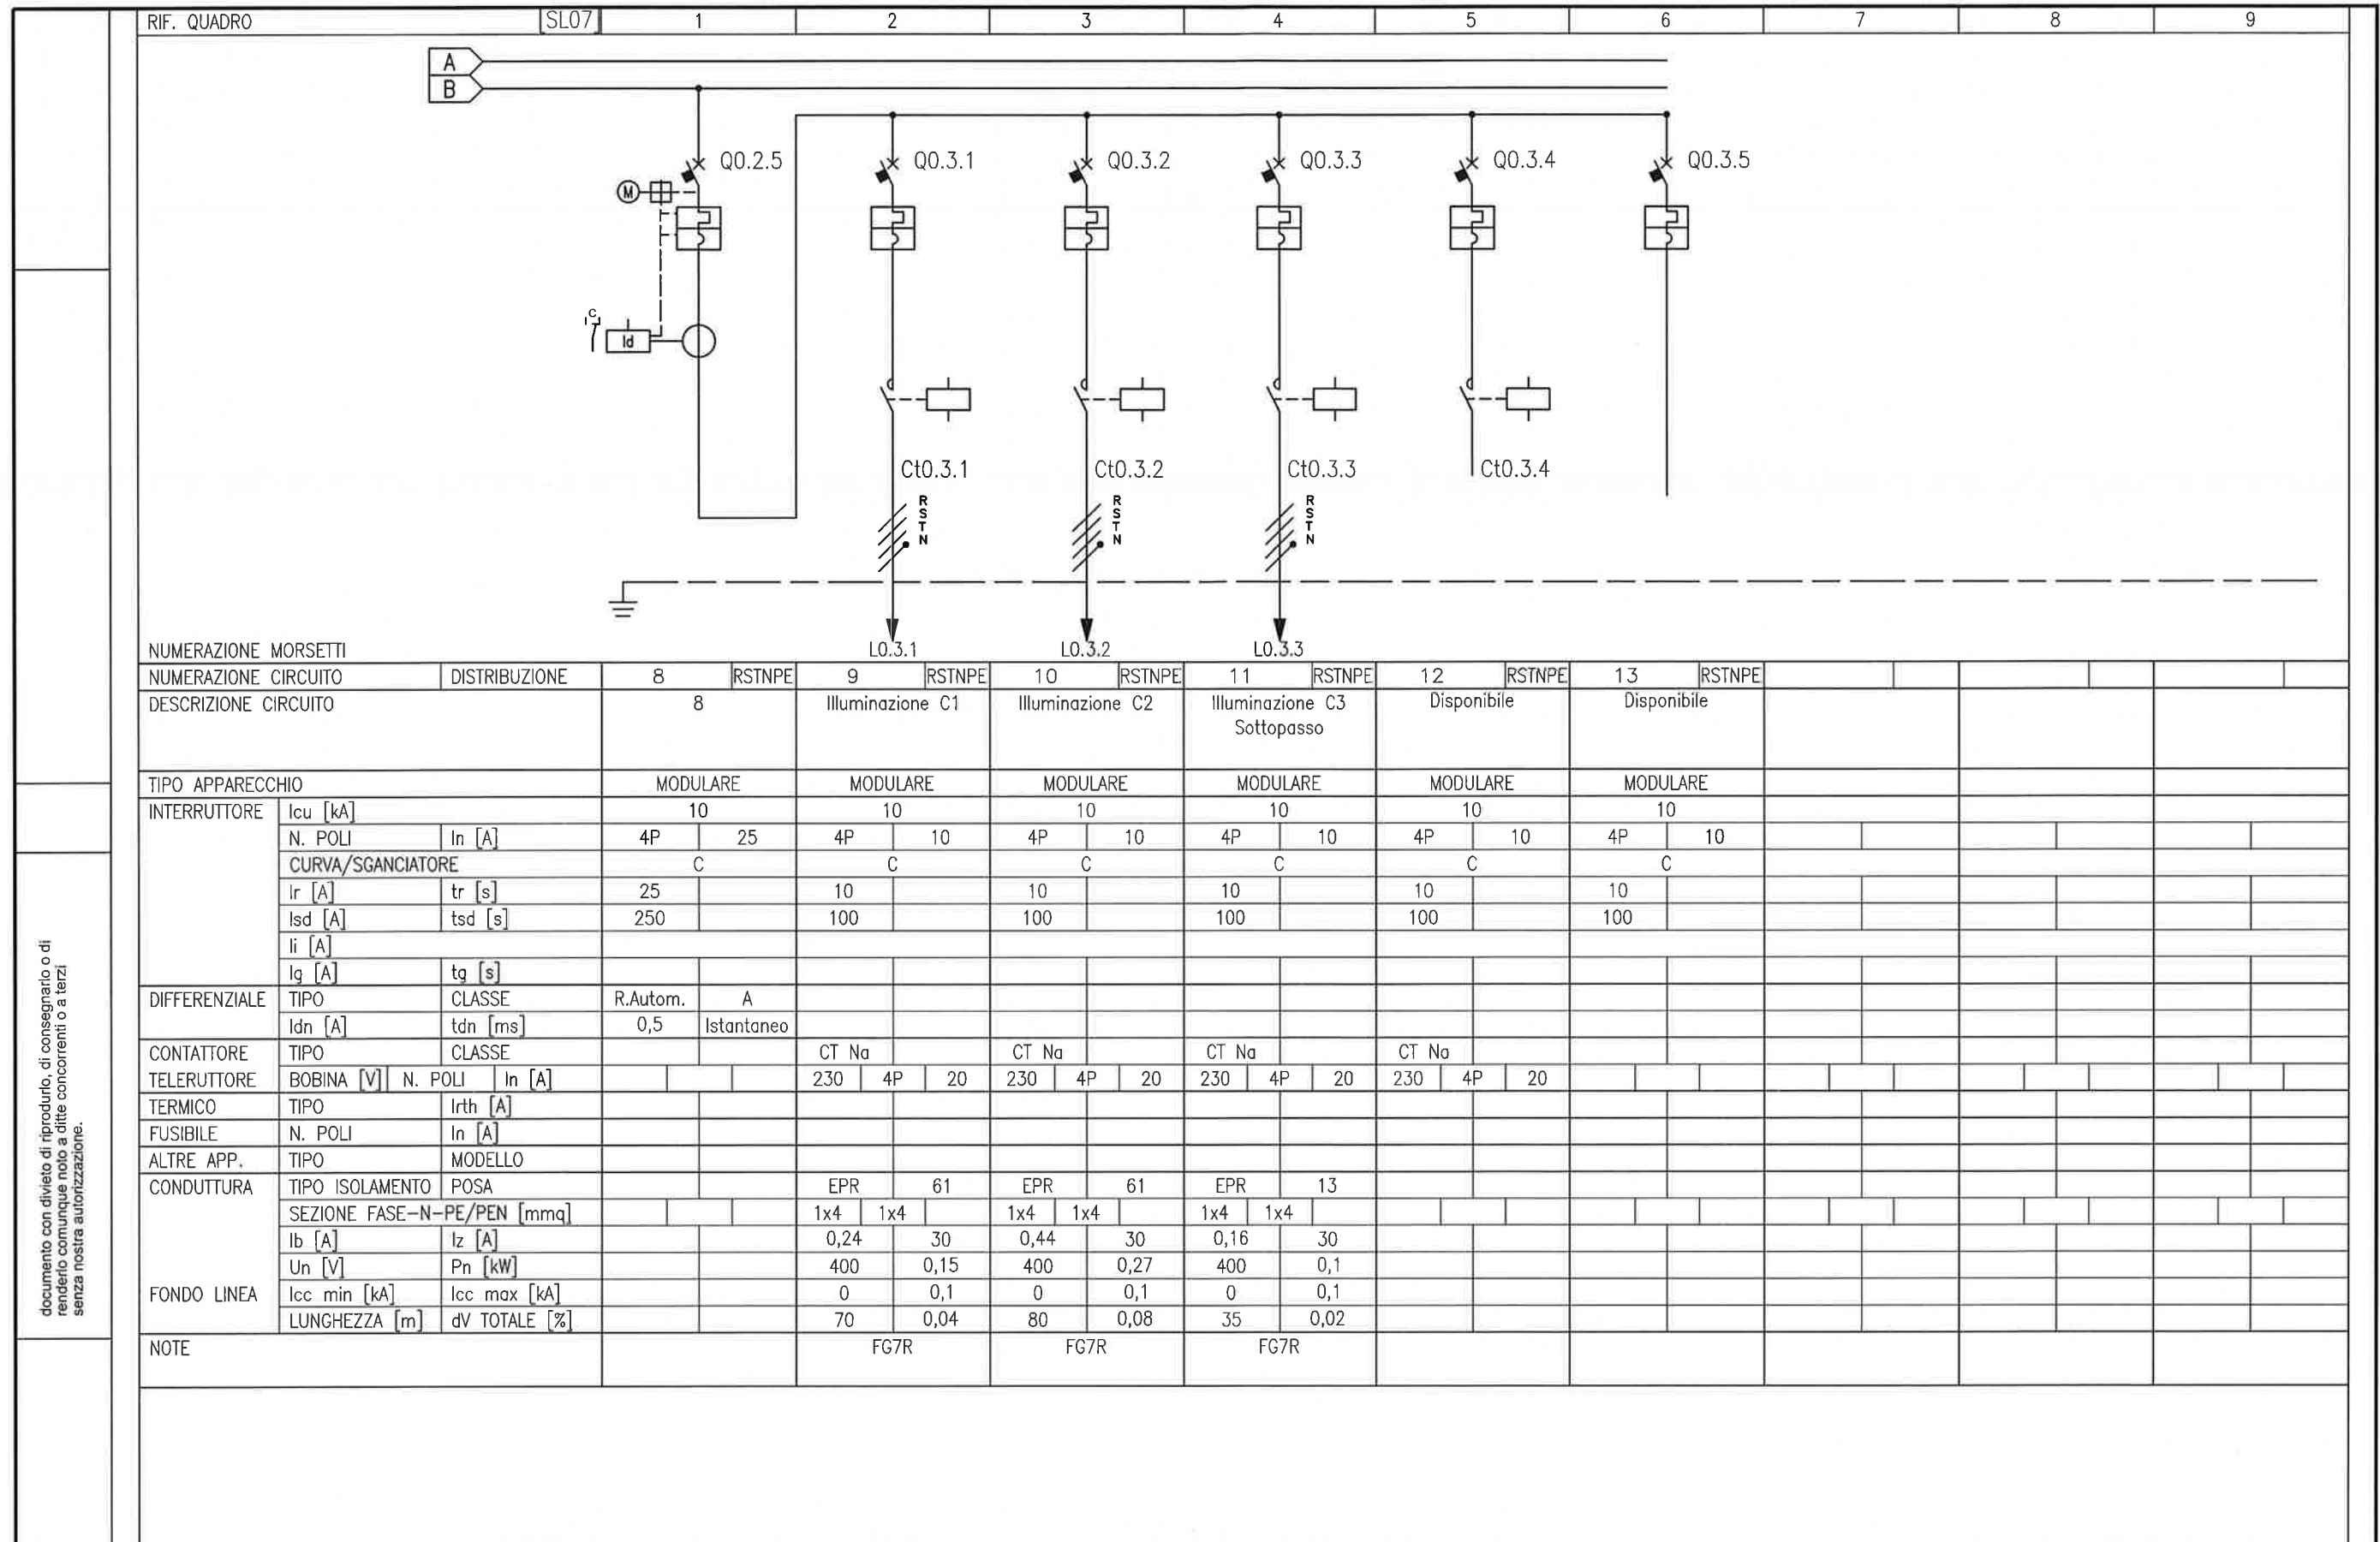 RIF. QUADRO SL07 1 2 3 4 5 6 7 8 9
A
B
Q0.2.5 Q0.3.1 Q0.3.2 Q0.3.3 Q0.3.4 Q0.3.5
M
C
Id
Ct0.3.1 Ct0.3.2 Ct0.3.3 Ct0.3.4
R R R
S S S
T T T
N N N
NUMERAZIONE MORSETTI L0.3.1 L0.3.2 L0.3.3
NUMERAZIONE CIRCUITO DISTRIBUZIONE 8 RSTNPE 9 RSTNPE 10 RSTNPE 11 RSTNPE 12 RSTNPE 13 RSTNPE
DESCRIZIONE CIRCUITO 8 Illuminazione C1 Illuminazione C2 Illuminazione C3 Disponibile Disponibile
Sottopasso
TIPO APPARECCHIO MODULARE MODULARE MODULARE MODULARE MODULARE MODULARE
INTERRUTTORE Icu [kA] 10 10 10 10 10 10
N. POLI In [A] 4P 25 4P 10 4P 10 4P 10 4P 10 4P 10
CURVA/SGANCIATORE C C C C C C
Ir [A] tr [s] 25 10 10 10 10 10
Isd [A] tsd [s] 250 100 100 100 100 100
Ii [A]
Ig [A] tg [s]
DIFFERENZIALE TIPO CLASSE R.Autom. A
Idn [A] tdn [ms] 0,5 Istantaneo
CONTATTORE TIPO CLASSE CT Na CT Na CT Na CT Na
TELERUTTORE BOBINA [V] N. POLI In [A] 230 4P 20 230 4P 20 230 4P 20 230 4P 20
TERMICO TIPO Irth [A]
FUSIBILE N. POLI In [A]
ALTRE APP. TIPO MODELLO
CONDUTTURA TIPO ISOLAMENTO POSA EPR 61 EPR 61 EPR 13
SEZIONE FASE-N-PE/PEN [mmq] 1x4 1x4 1x4 1x4 1x4 1x4
Ib [A] Iz [A] 0,24 30 0,44 30 0,16 30
Un [V] Pn [kW] 400 0,15 400 0,27 400 0,1
FONDO LINEA Icc min [kA] Icc max [kA] 0 0,1 0 0,1 0 0,1
LUNGHEZZA [m] dV TOTALE [%] 70 0,04 80 0,08 35 0,02
NOTE FG7R FG7R FG7R
documento con divieto di riprodurlo, di consegnarlo o di
renderlo comunque noto a ditte concorrenti o a terzi
senza nostra autorizzazione.